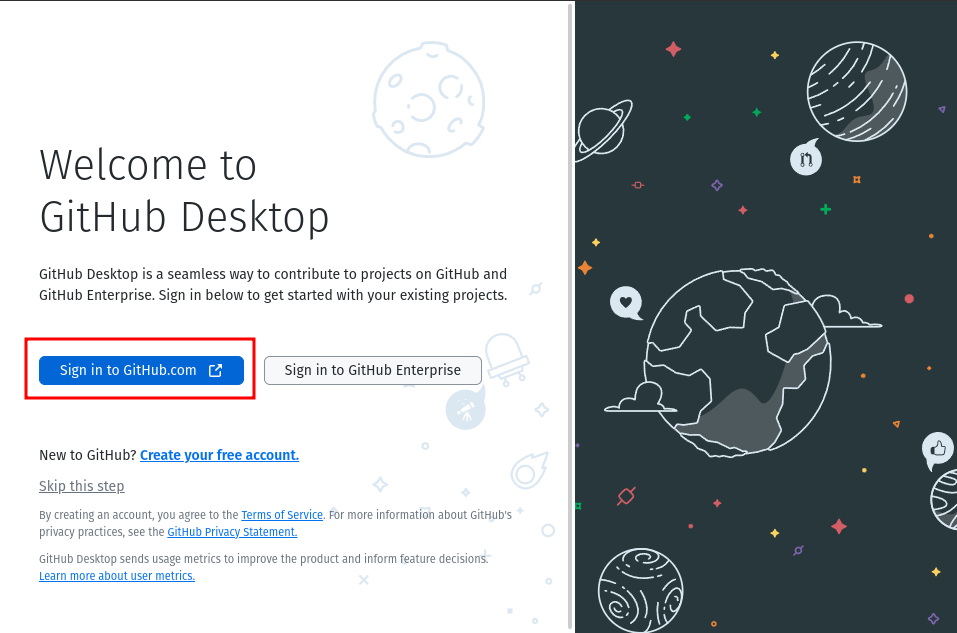 Welcome to
GitHub Desktop
GitHub Desktop is a seamless way to contribute to projects on GitHub and
GitHub Enterprise. Sign in below to get started with your existing projects.
Sign in to GitHub.com
Sign in to GitHub Enterprise
New to GitHub? Create your free account.
Skip this step
By creating an account, you agree to the Terms of Service. For more information about GitHub's
privacy practices, see the GitHub Privacy Statement.
GitHub Desktop sends usage metrics to improve the product and inform feature decisions.
Learn more about user metrics.